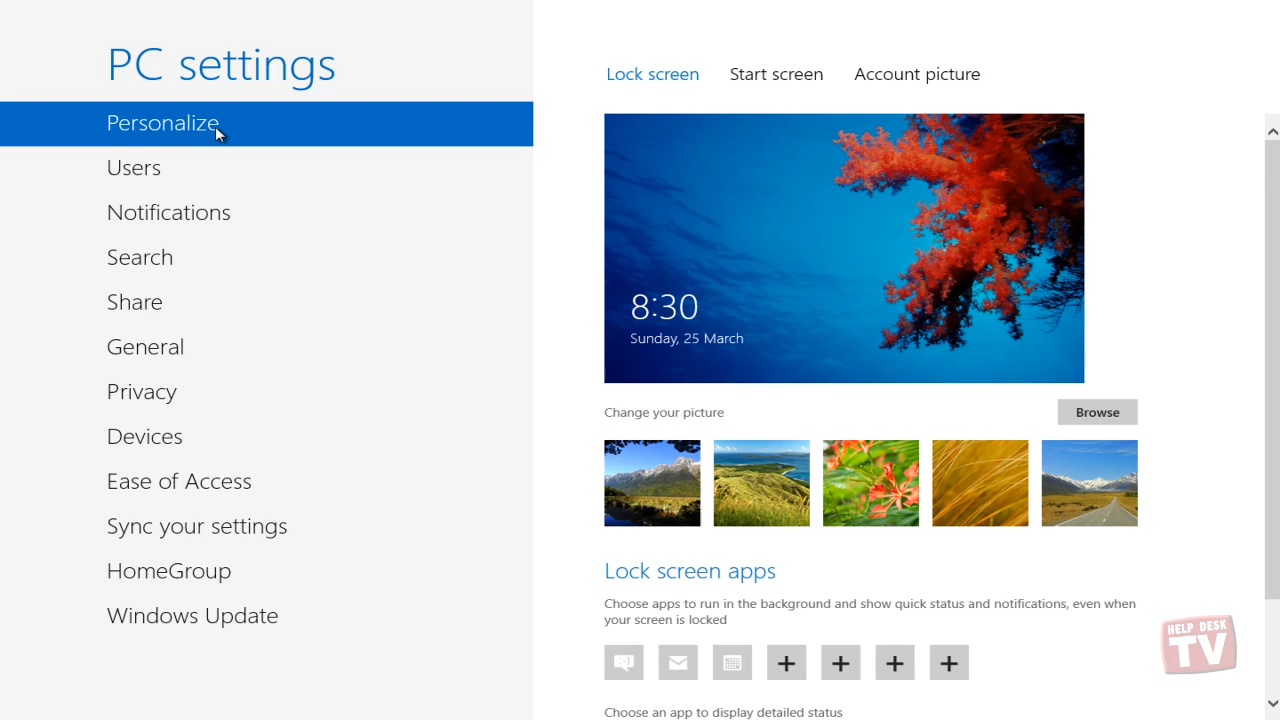 PC settings
Personalize
Users
Notifications
Search
Share
General
Privacy
Devices
Ease of Access
Sync your settings
HomeGroup
Windows Update
Lock screen
Start screen
Account picture
8:30
Sunday, 25 March
Change your picture
Browse
Lock screen apps
Choose apps to run in the background and show quick status and notifications, even when
your screen is locked
Choose an app to display detailed status
HELP DESK
TV